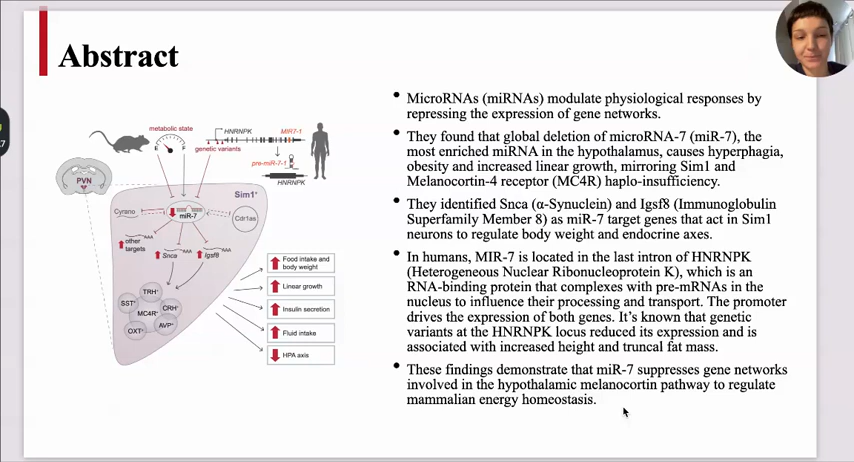 Abstract
metabolic state
HNRNPK
MIR7-1
genetic variants
pre-miR-7-1
HNRNPK
PVN
Sim1⁺
Cyrano
miR-7
Cdr1as
AAA
AAA
AAA
other
targets
Snca
Igsf8
TRH⁺
SST⁺
MC4R⁺
CRH⁺
OXT⁺
AVP⁺
Food intake and
body weight
Linear growth
Insulin secretion
Fluid intake
HPA axis
• MicroRNAs (miRNAs) modulate physiological responses by
repressing the expression of gene networks.
• They found that global deletion of microRNA-7 (miR-7), the
most enriched miRNA in the hypothalamus, causes hyperphagia,
obesity and increased linear growth, mirroring Sim1 and
Melanocortin-4 receptor (MC4R) haplo-insufficiency.
• They identified Snca (α-Synuclein) and Igsf8 (Immunoglobulin
Superfamily Member 8) as miR-7 target genes that act in Sim1
neurons to regulate body weight and endocrine axes.
• In humans, MIR-7 is located in the last intron of HNRNPK
(Heterogeneous Nuclear Ribonucleoprotein K), which is an
RNA-binding protein that complexes with pre-mRNAs in the
nucleus to influence their processing and transport. The promoter
drives the expression of both genes. It’s known that genetic
variants at the HNRNPK locus reduced its expression and is
associated with increased height and truncal fat mass.
• These findings demonstrate that miR-7 suppresses gene networks
involved in the hypothalamic melanocortin pathway to regulate
mammalian energy homeostasis.